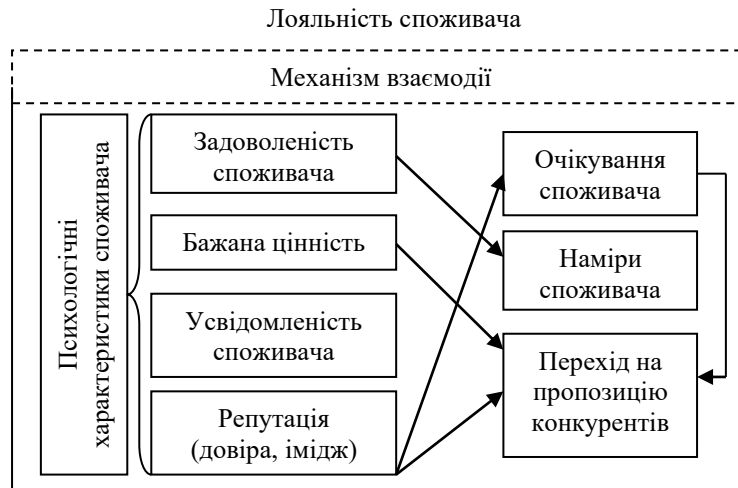 Лояльність споживача
Механізм взаємодії
Психологічні
характеристики споживача
Задоволеність
споживача
Бажана цінність
Усвідомленість
споживача
Репутація
(довіра, імідж)
Очікування
споживача
Наміри
споживача
Перехід на
пропозицію
конкурентів